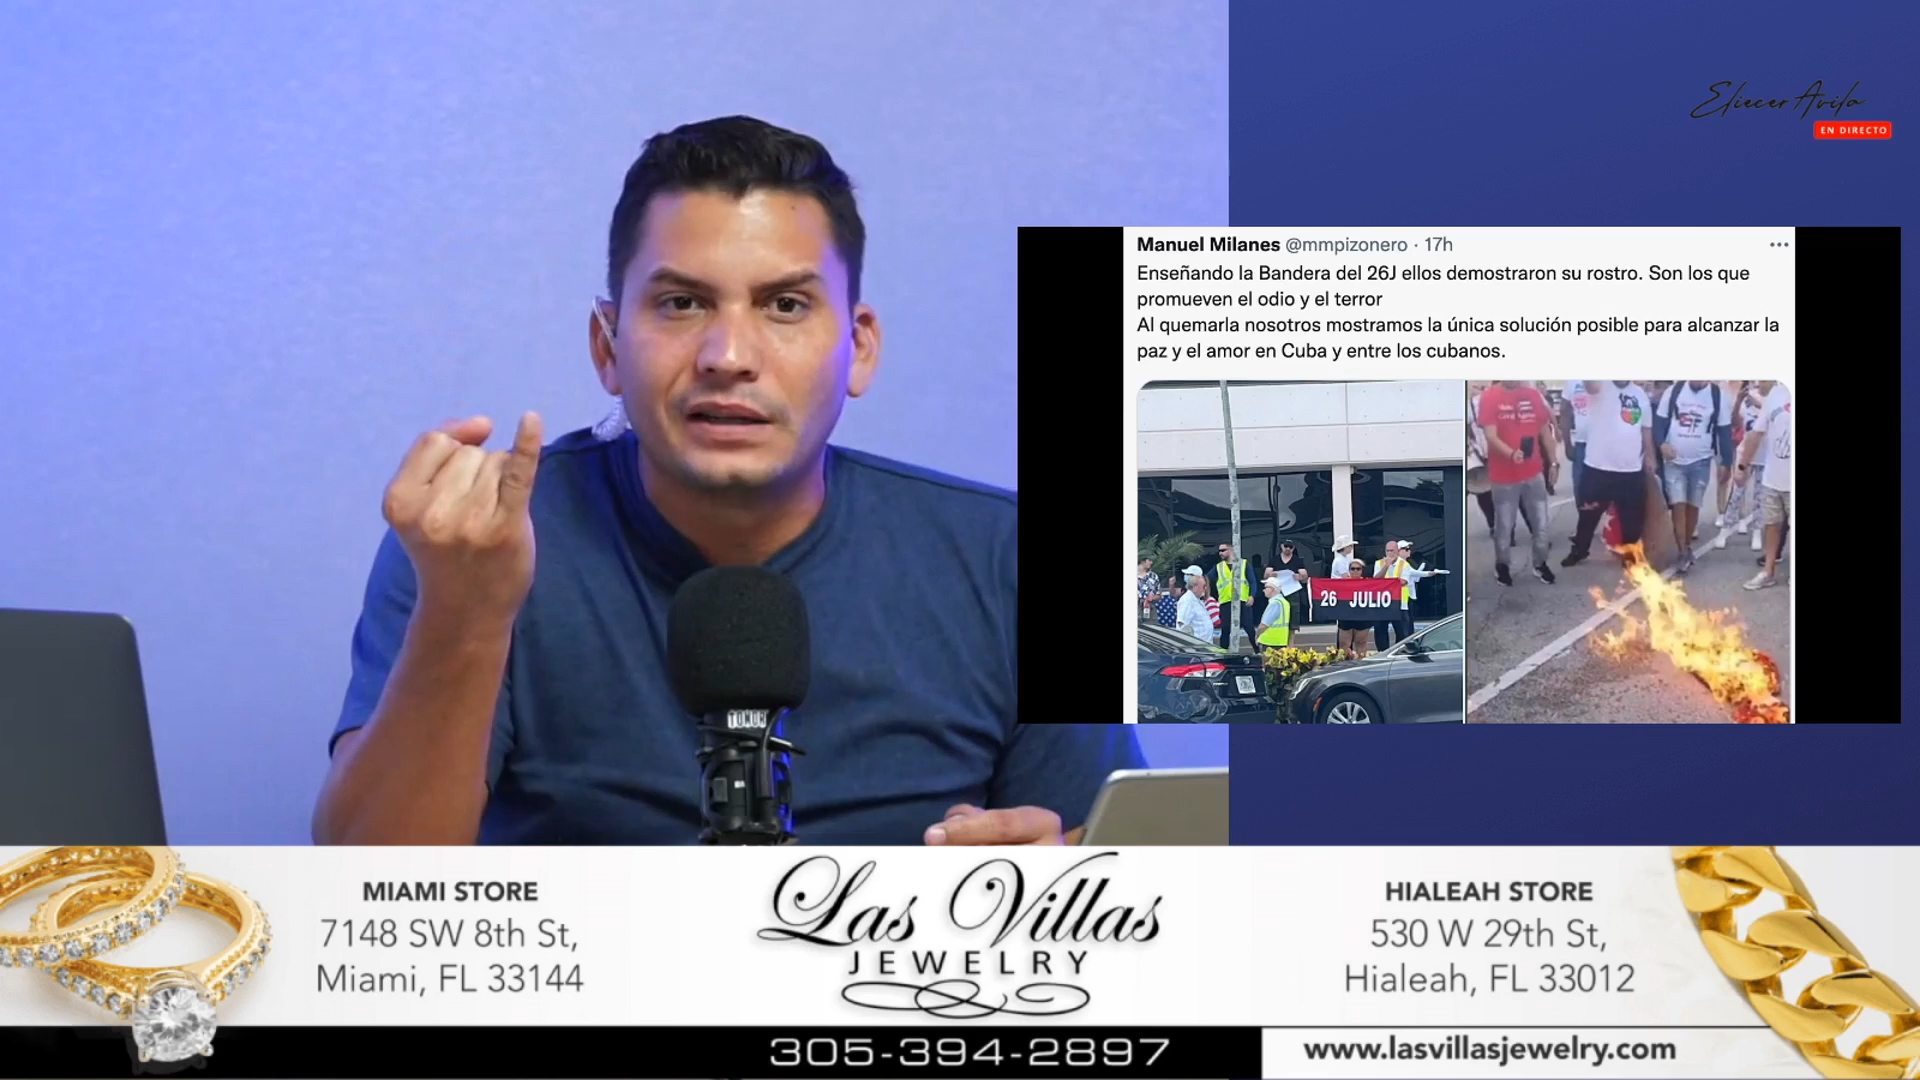 Eliecer Avila
EN DIRECTO
Manuel Milanes @mmpizonero · 17h
Enseñando la Bandera del 26J ellos demostraron su rostro. Son los que
promueven el odio y el terror
Al quemarla nosotros mostramos la única solución posible para alcanzar la
paz y el amor en Cuba y entre los cubanos.
26 JULIO
TONOR
MIAMI STORE
7148 SW 8th St,
Miami, FL 33144
Las Villas
JEWELRY
HIALEAH STORE
530 W 29th St,
Hialeah, FL 33012
305-394-2897
www.lasvillasjewelry.com